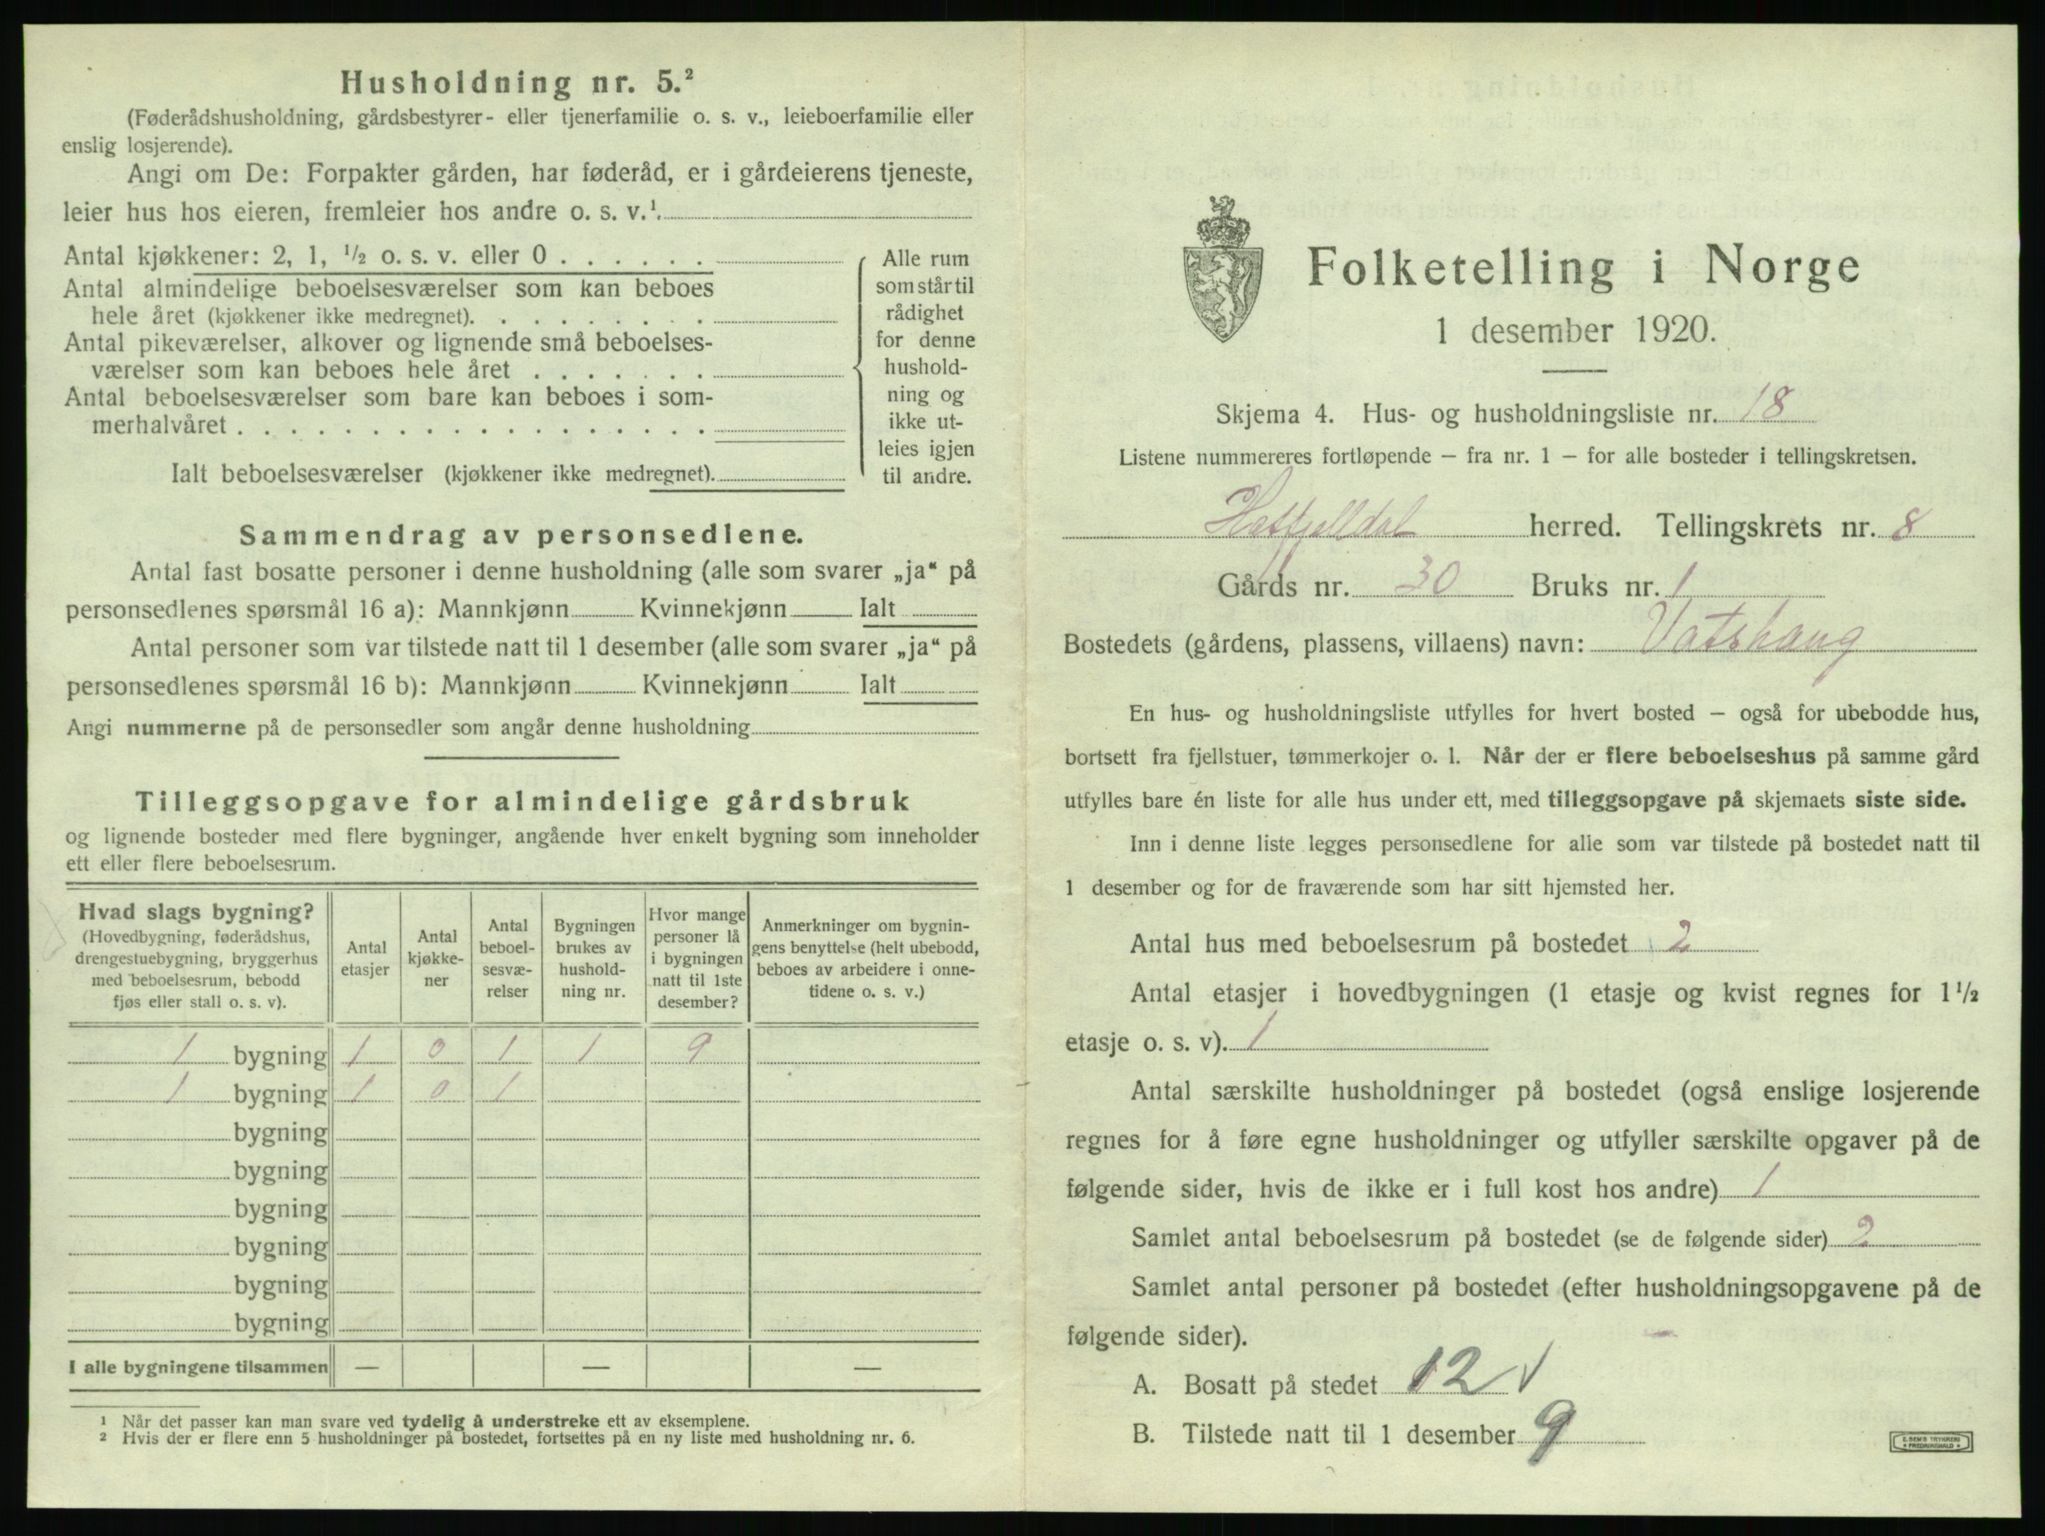 Husholdning nr. 5.²
(Føderådshusholdning, gårdsbestyrer- eller tjenerfamilie o. s. v., leieboerfamilie eller
enslig losjerende).
Angi om De: Forpakter gården, har føderåd, er i gårdeierens tjeneste,
leier hus hos eieren, fremleier hos andre o. s. v.¹
Antal kjøkkener: 2, 1, ½ o. s. v. eller 0 . . . . . .
Antal almindelige beboelsesværelser som kan beboes
hele året (kjøkkener ikke medregnet). . . . . . . . .
Antal pikeværelser, alkover og lignende små beboelses-
værelser som kan beboes hele året . . . . . . .
Antal beboelsesværelser som bare kan beboes i som-
merhalvåret . . . . . . . . . . . . . . . . . .
Ialt beboelsesværelser (kjøkkener ikke medregnet).
Alle rum
som står til
rådighet
for denne
hushold-
ning og
ikke ut-
leies igjen
til andre.
Sammendrag av personsedlene.
Antal fast bosatte personer i denne husholdning (alle som svarer „ja“ på
personsedlenes spørsmål 16 a): Mannkjønn Kvinnekjønn Ialt
Antal personer som var tilstede natt til 1 desember (alle som svarer „ja“ på
personsedlenes spørsmål 16 b): Mannkjønn Kvinnekjønn Ialt
Angi nummerne på de personsedler som angår denne husholdning
Tilleggsopgave for almindelige gårdsbruk
og lignende bosteder med flere bygninger, angående hver enkelt bygning som inneholder
ett eller flere beboelsesrum.
Hvad slags bygning?
(Hovedbygning, føderådshus,
drengestuebygning, bryggerhus
med beboelsesrum, bebodd
fjøs eller stall o. s. v).
Antal
etasjer
Antal
kjøkke-
ner
Antal
beboel-
sesvæ-
relser
Bygningen
brukes av
hushold-
ning nr.
Hvor mange
personer lå
i bygningen
natt til 1ste
desember?
Anmerkninger om bygnin-
gens benyttelse (helt ubebodd,
beboes av arbeidere i onne-
tidene o. s. v.)
1 bygning 1 0 1 1 9
1 bygning 1 0 1
bygning
bygning
bygning
bygning
bygning
bygning
I alle bygningene tilsammen — — —
¹ Når det passer kan man svare ved tydelig å understreke ett av eksemplene.
² Hvis der er flere enn 5 husholdninger på bostedet, fortsettes på en ny liste med husholdning nr. 6.
Folketelling i Norge
1 desember 1920.
Skjema 4. Hus- og husholdningsliste nr. 18
Listene nummereres fortløpende — fra nr. 1 — for alle bosteder i tellingskretsen.
Hatfjelldal herred. Tellingskrets nr. 8
Gårds nr. 30 Bruks nr. 1
Bostedets (gårdens, plassens, villaens) navn: Vatshaug
En hus- og husholdningsliste utfylles for hvert bosted — også for ubebodde hus,
bortsett fra fjellstuer, tømmerkojer o. l. Når der er flere beboelseshus på samme gård
utfylles bare én liste for alle hus under ett, med tilleggsopgave på skjemaets siste side.
Inn i denne liste legges personsedlene for alle som var tilstede på bostedet natt til
1 desember og for de fraværende som har sitt hjemsted her.
Antal hus med beboelsesrum på bostedet 2
Antal etasjer i hovedbygningen (1 etasje og kvist regnes for 1½
etasje o. s. v). 1
Antal særskilte husholdninger på bostedet (også enslige losjerende
regnes for å føre egne husholdninger og utfyller særskilte opgaver på de
følgende sider, hvis de ikke er i full kost hos andre) 1
Samlet antal beboelsesrum på bostedet (se de følgende sider) 2
Samlet antal personer på bostedet (efter husholdningsopgavene på de
følgende sider).
A. Bosatt på stedet 12 √
B. Tilstede natt til 1 desember 9
E. SEM'S TRYKKERI
FREDRIKSHALD